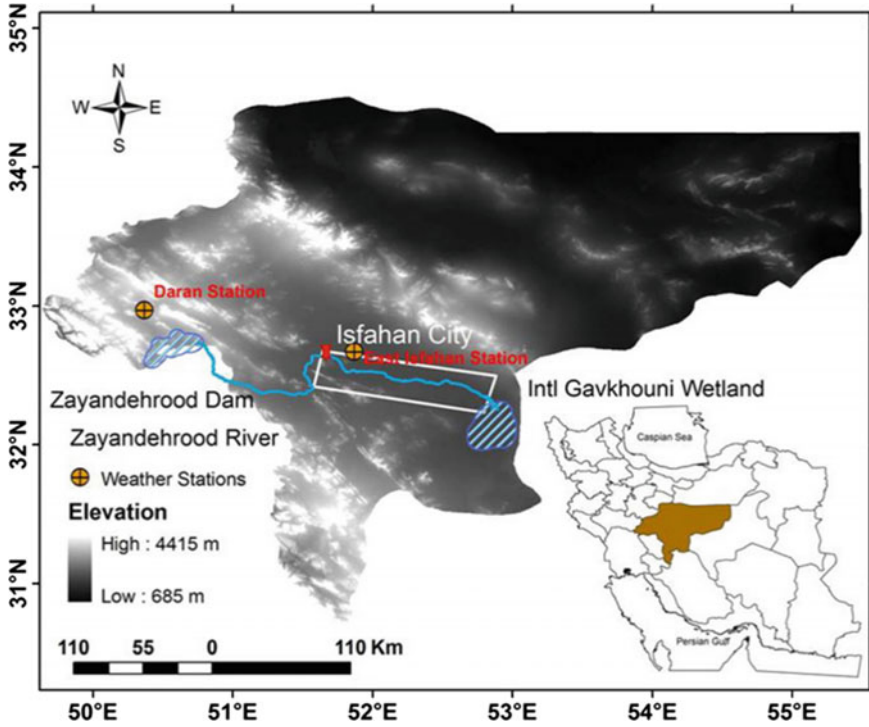 35°N
34°N
33°N
32°N
31°N
N
W
E
S
Daran Station
Isfahan City
East Isfahan Station
Intl Gavkhouni Wetland
Zayandehrood Dam
Zayandehrood River
Weather Stations
Elevation
High : 4415 m
Low : 685 m
110 55 0 110 Km
Caspian Sea
Persian Gulf
50°E 51°E 52°E 53°E 54°E 55°E